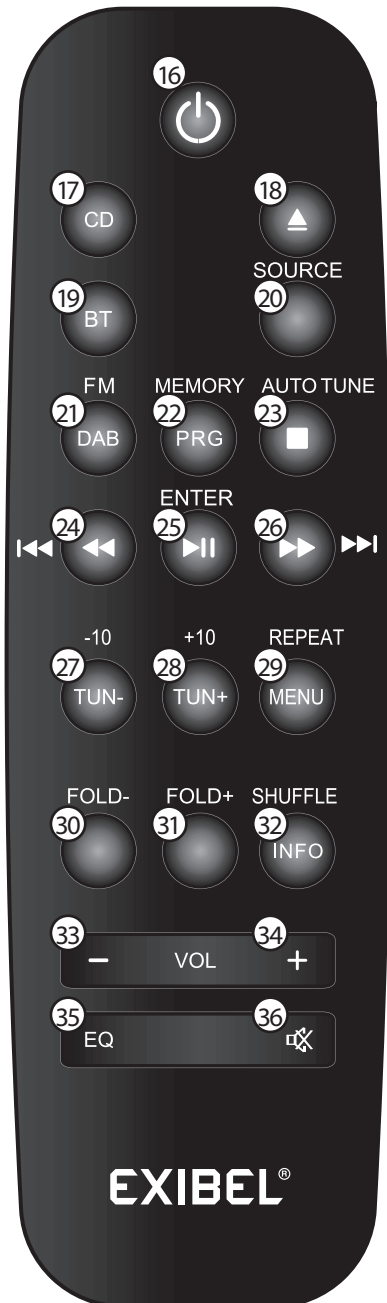 16
17 18
CD
SOURCE
19 20
BT
FM MEMORY AUTO TUNE
21 22 23
DAB PRG
ENTER
24 25 26
-10 +10 REPEAT
27 28 29
TUN- TUN+ MENU
FOLD- FOLD+ SHUFFLE
30 31 32
INFO
33 34
– VOL +
35 36
EQ
EXIBEL®